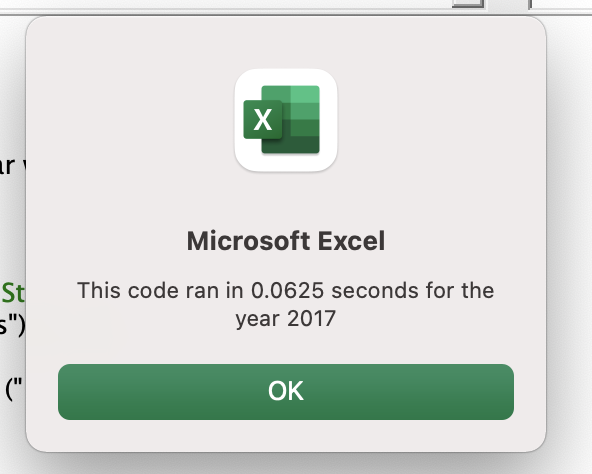 X
Microsoft Excel
ar
This code ran in 0.0625 seconds for the
St
year 2017
s")
("
OK